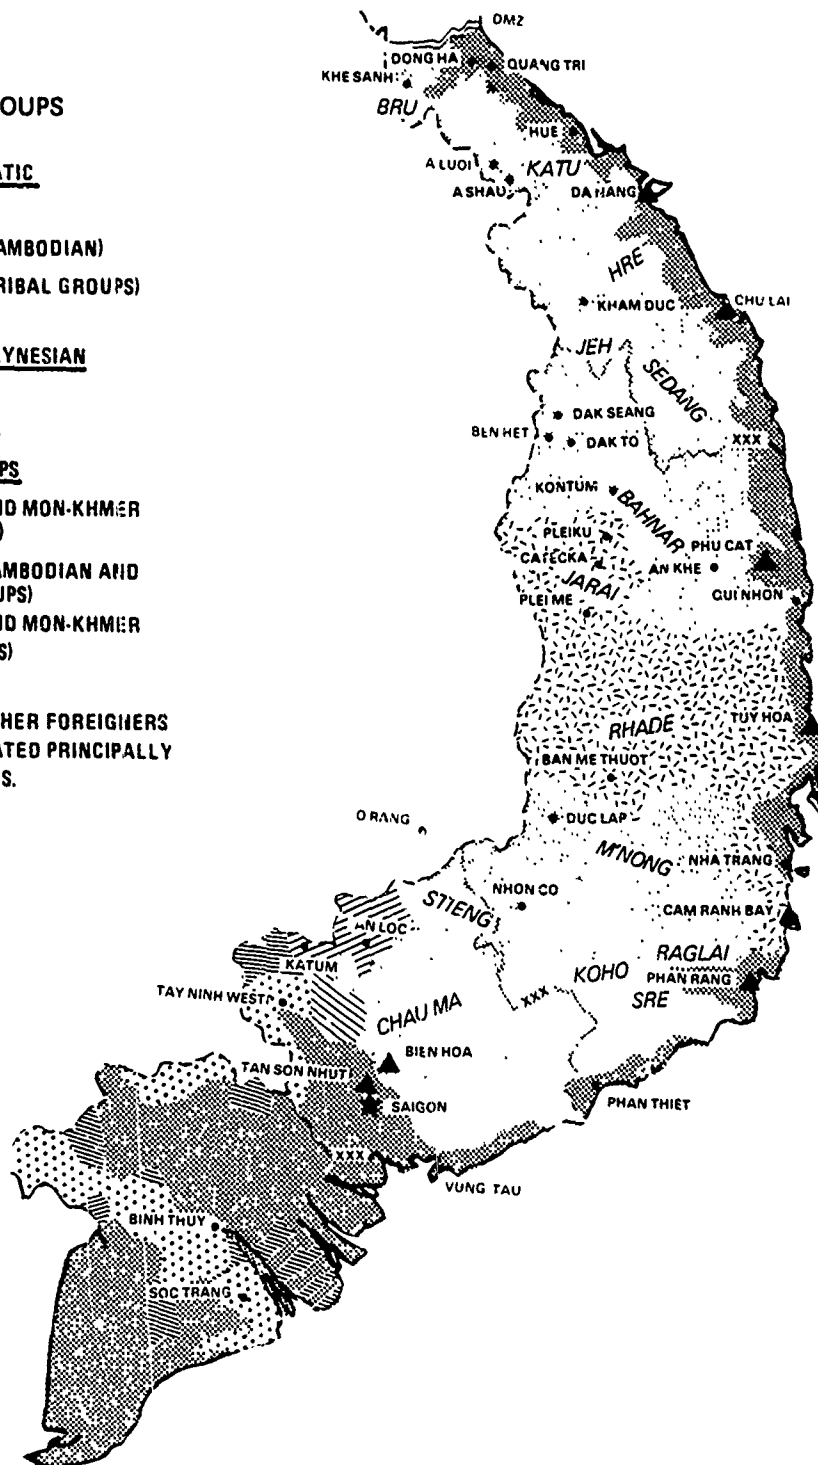 OUPS
ATIC
AMBODIAN)
RIBAL GROUPS)
YNESIAN
PS
ND MON-KHMER
)
AMBODIAN AND
UPS)
ND MON-KHMER
S)
HER FOREIGNERS
ATED PRINCIPALLY
S.
DMZ
DONG HA
QUANG TRI
KHE SANH
BRU
HUE
A LUOI
KATU
A SHAU
DA NANG
HRE
KHAM DUC
CHU LAI
JEH
SEDANG
DAK SEANG
BEN HET
DAK TO
XXX
KONTUM
BAHNAR
PLEIKU
PHU CAT
CATECKA
AN KHE
JARAI
PLEI ME
QUI NHON
RHADE
TUY HOA
BAN ME THUOT
O RANG
DUC LAP
M'NONG
NHA TRANG
STIENG
NHON CO
CAM RANH BAY
AN LOC
RAGLAI
KATUM
KOHO
PHAN RANG
TAY NINH WEST
XXX
SRE
CHAU MA
BIEN HOA
TAN SON NHUT
SAIGON
PHAN THIET
XXX
VUNG TAU
BINH THUY
SOC TRANG